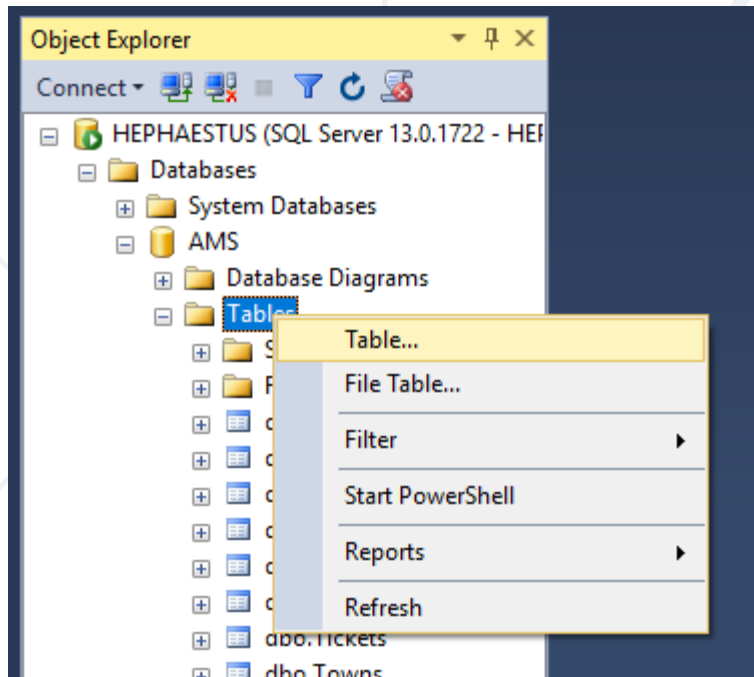 Object Explorer
Connect
HEPHAESTUS (SQL Server 13.0.1722 - HEP
Databases
System Databases
AMS
Database Diagrams
Tables
Table...
File Table...
Filter
Start PowerShell
Reports
Refresh
dbo.Tickets
dbo.Towns